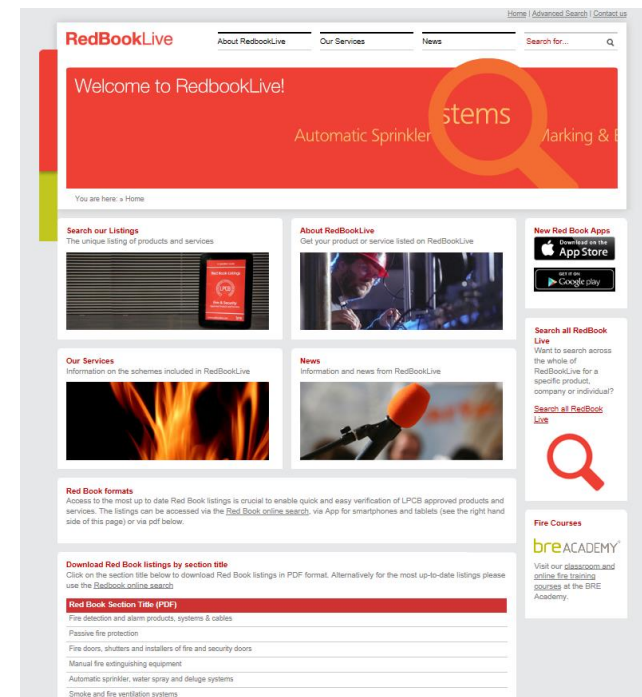 Home | Advanced Search | Contact us
RedBookLive
About RedbookLive
Our Services
News
Search for...
Welcome to RedbookLive!
stems
Automatic Sprinkler
Marking & E
You are here: » Home
Search our Listings
The unique listing of products and services
Red Book Listings
LPCB
About RedBookLive
Get your product or service listed on RedBookLive
New Red Book Apps
Download on the
App Store
GET IT ON
Google play
Our Services
Information on the schemes included in RedBookLive
News
Information and news from RedBookLive
Search all RedBook
Live
Want to search across
the whole of
RedBookLive for a
specific product,
company or individual?
Search all RedBook
Live
Red Book formats
Access to the most up to date Red Book listings is crucial to enable quick and easy verification of LPCB approved products and
services. The listings can be accessed via the Red Book online search, via App for smartphones and tablets (see the right hand
side of this page) or via pdf below.
Fire Courses
breACADEMY
Visit our classroom and
online fire training
courses at the BRE
Academy.
Download Red Book listings by section title
Click on the section title below to download Red Book Listings in PDF format. Alternatively for the most up-to-date listings please
use the Redbook online search
Red Book Section Title (PDF)
Fire detection and alarm products, systems & cables
Passive fire protection
Fire doors, shutters and installers of fire and security doors
Manual fire extinguishing equipment
Automatic sprinkler, water spray and deluge systems
Smoke and fire ventilation systems